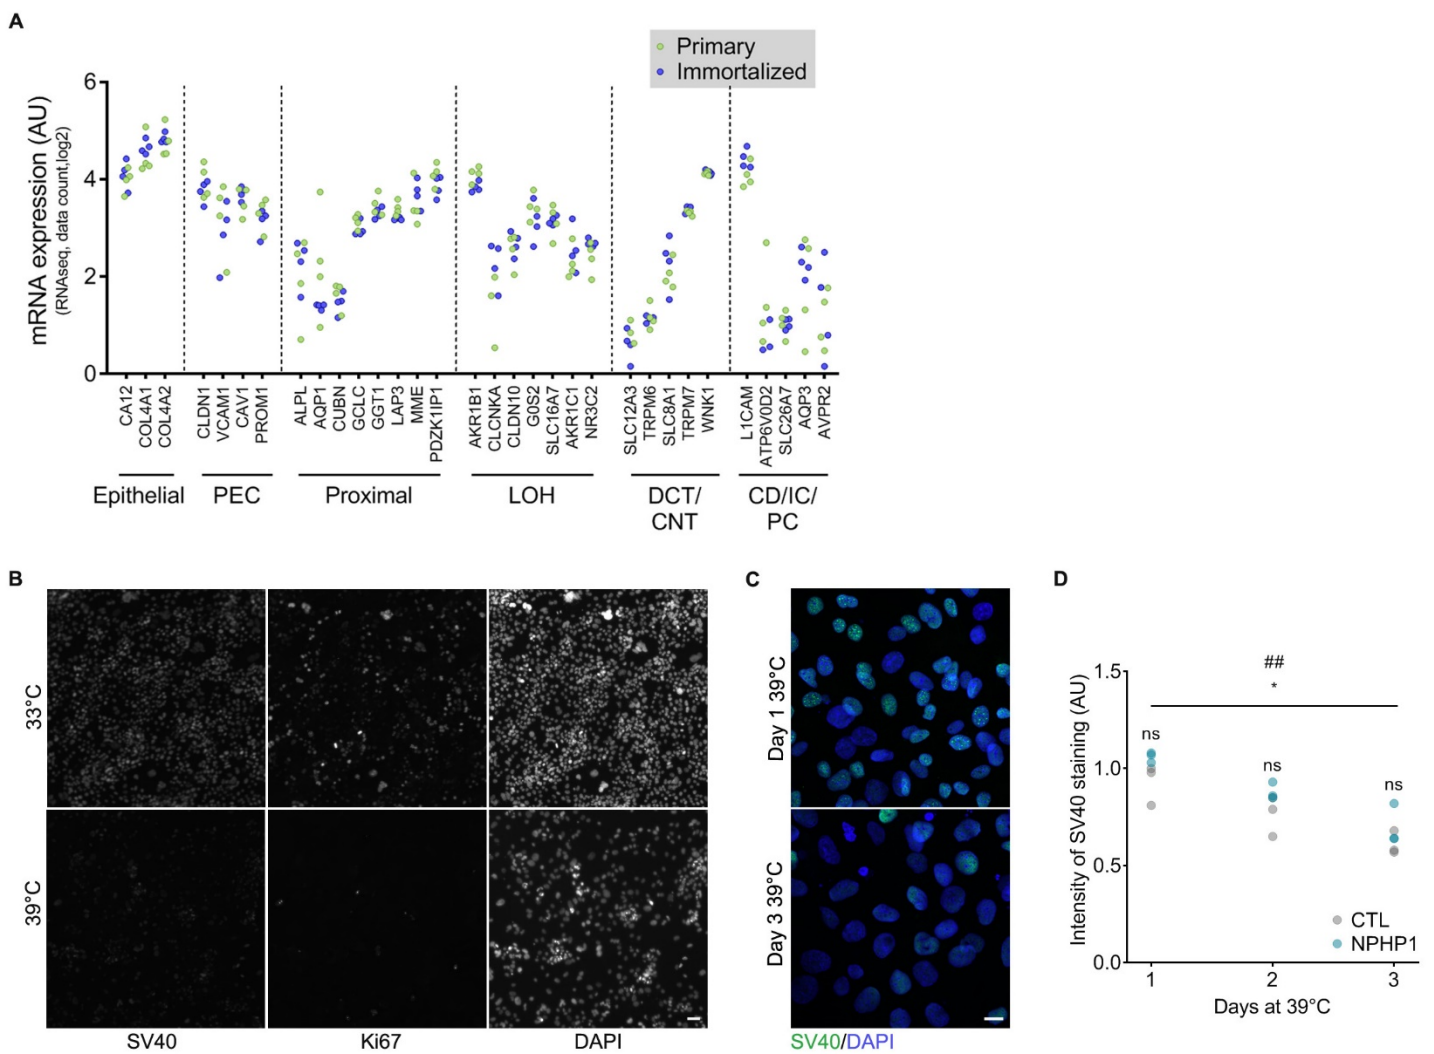 A
Primary
Immortalized
mRNA expression (AU)
(RNAseq, data count,log2)
6
4
2
0
CA12
COL4A1
COL4A2
CLDN1
VCAM1
CAV1
PROM1
ALPL
AQP1
CUBN
GCLC
GGT1
LAP3
MME
PDZK1IP1
AKR1B1
CLCNKA
CLDN10
G0S2
SLC16A7
AKR1C1
NR3C2
SLC12A3
TRPM6
SLC8A1
TRPM7
WNK1
L1CAM
ATP6V0D2
SLC26A7
AQP3
AVPR2
Epithelial
PEC
Proximal
LOH
DCT/
CNT
CD/IC/
PC
B
33°C
39°C
SV40
Ki67
DAPI
C
Day 1 39°C
Day 3 39°C
SV40/DAPI
D
Intensity of SV40 staining (AU)
1.5
1.0
0.5
0.0
##
*
ns
ns
ns
CTL
NPHP1
1
2
3
Days at 39°C